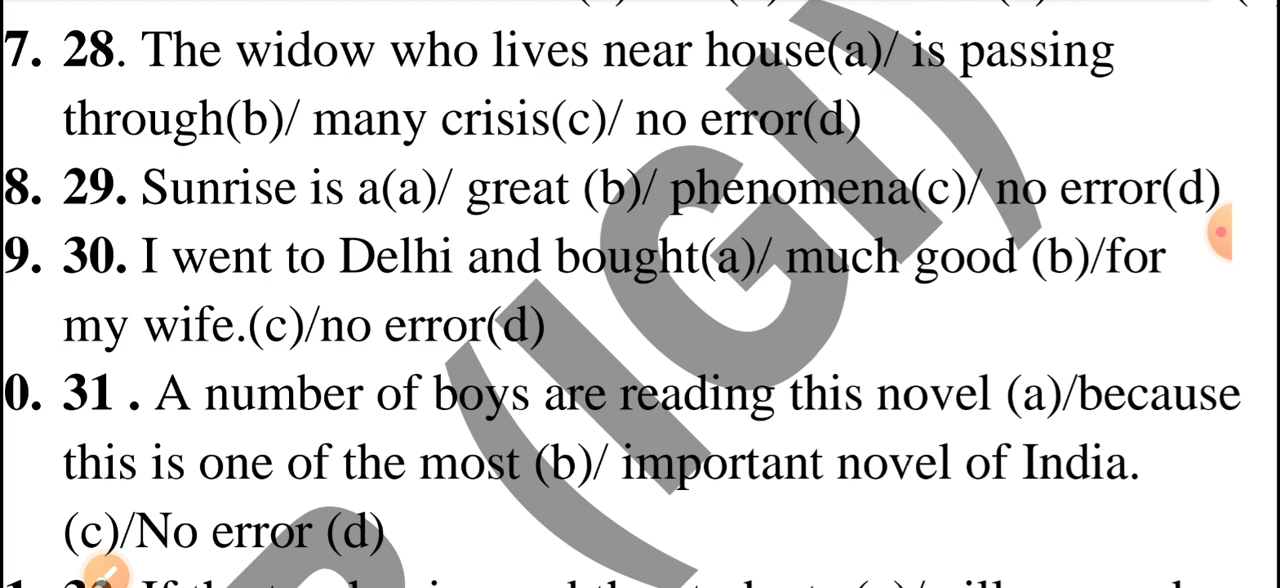 7. 28. The widow who lives near house(a)/ is passing
through(b)/ many crisis(c)/ no error(d)
8. 29. Sunrise is a(a)/ great (b)/ phenomena(c)/ no error(d)
9. 30. I went to Delhi and bought(a)/ much good (b)/for
my wife.(c)/no error(d)
0. 31 . A number of boys are reading this novel (a)/because
this is one of the most (b)/ important novel of India.
(c)/No error (d)
(IGI)